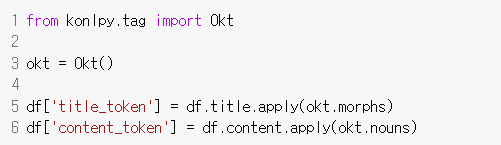 1 from konlpy.tag import Okt
2
3 okt = Okt()
4
5 df['title_token'] = df.title.apply(okt.morphs)
6 df['content_token'] = df.content.apply(okt.nouns)